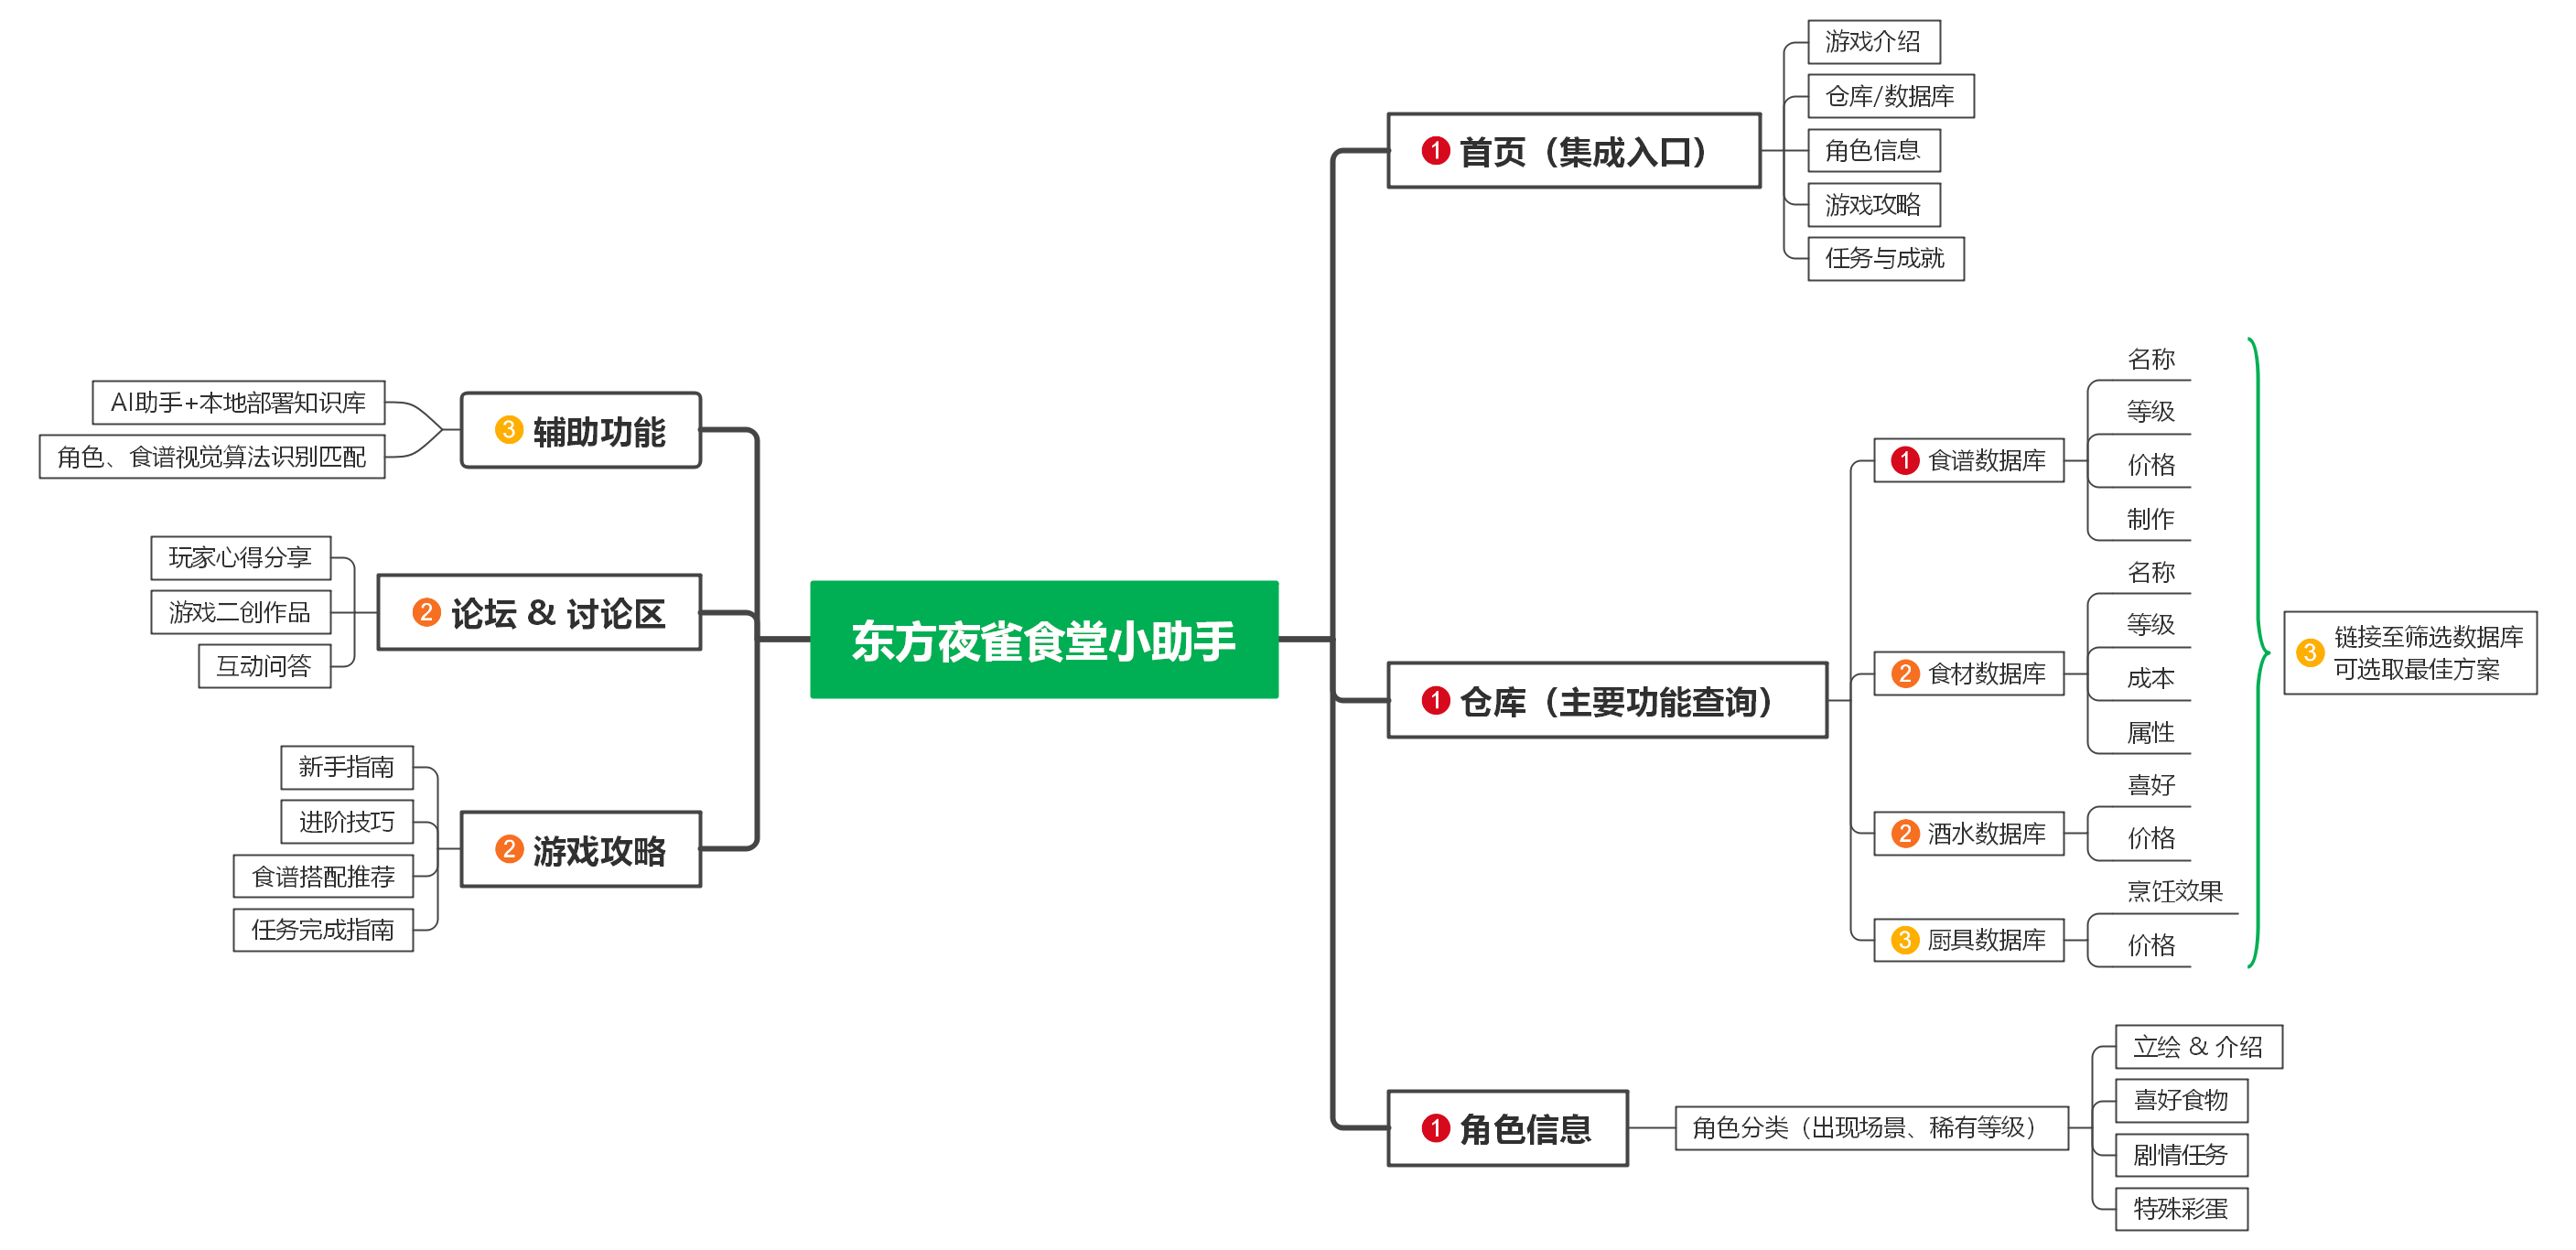 东方夜雀食堂小助手
1 首页（集成入口）
游戏介绍
仓库/数据库
角色信息
游戏攻略
任务与成就
1 仓库（主要功能查询）
1 食谱数据库
名称
等级
价格
制作
2 食材数据库
名称
等级
成本
属性
2 酒水数据库
喜好
价格
3 厨具数据库
烹饪效果
价格
3 链接至筛选数据库
可选取最佳方案
1 角色信息
角色分类（出现场景、稀有等级）
立绘 & 介绍
喜好食物
剧情任务
特殊彩蛋
3 辅助功能
AI助手+本地部署知识库
角色、食谱视觉算法识别匹配
2 论坛 & 讨论区
玩家心得分享
游戏二创作品
互动问答
2 游戏攻略
新手指南
进阶技巧
食谱搭配推荐
任务完成指南